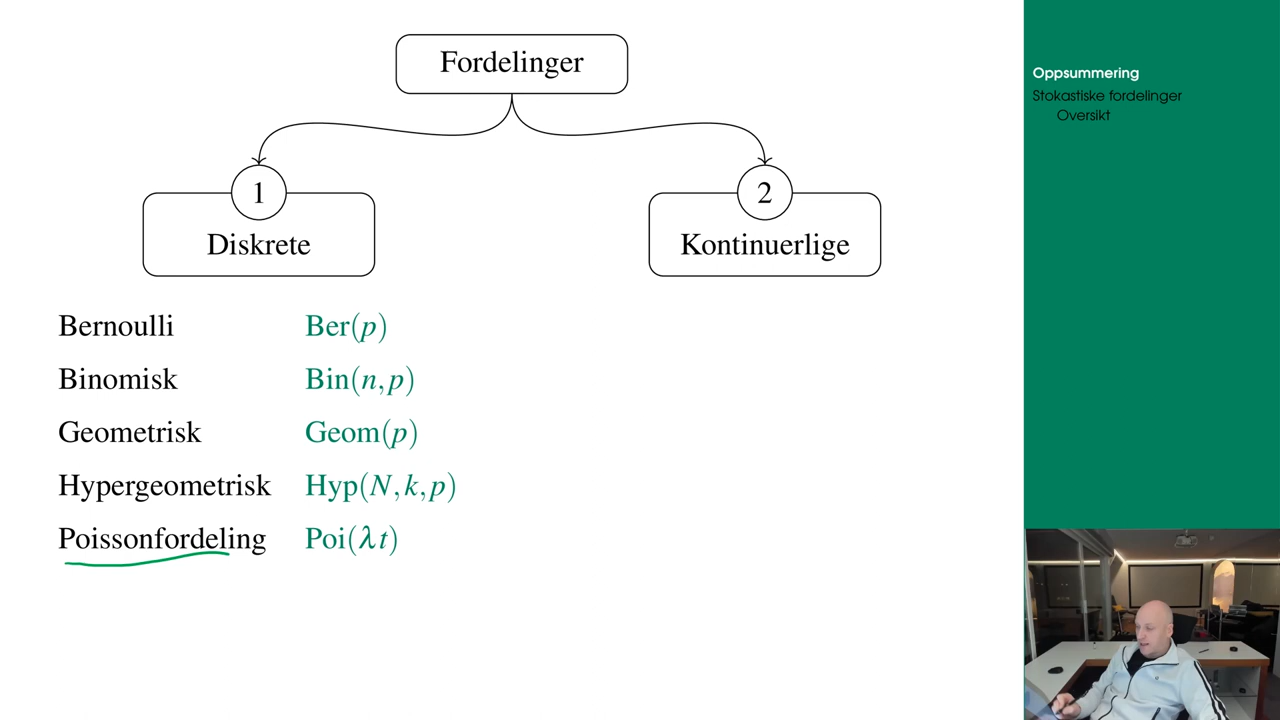 Fordelinger
1
2
Diskrete
Kontinuerlige
Bernoulli Ber(p)
Binomisk Bin(n, p)
Geometrisk Geom(p)
Hypergeometrisk Hyp(N, k, p)
Poissonfordeling Poi(λt)
Oppsummering
Stokastiske fordelinger
Oversikt